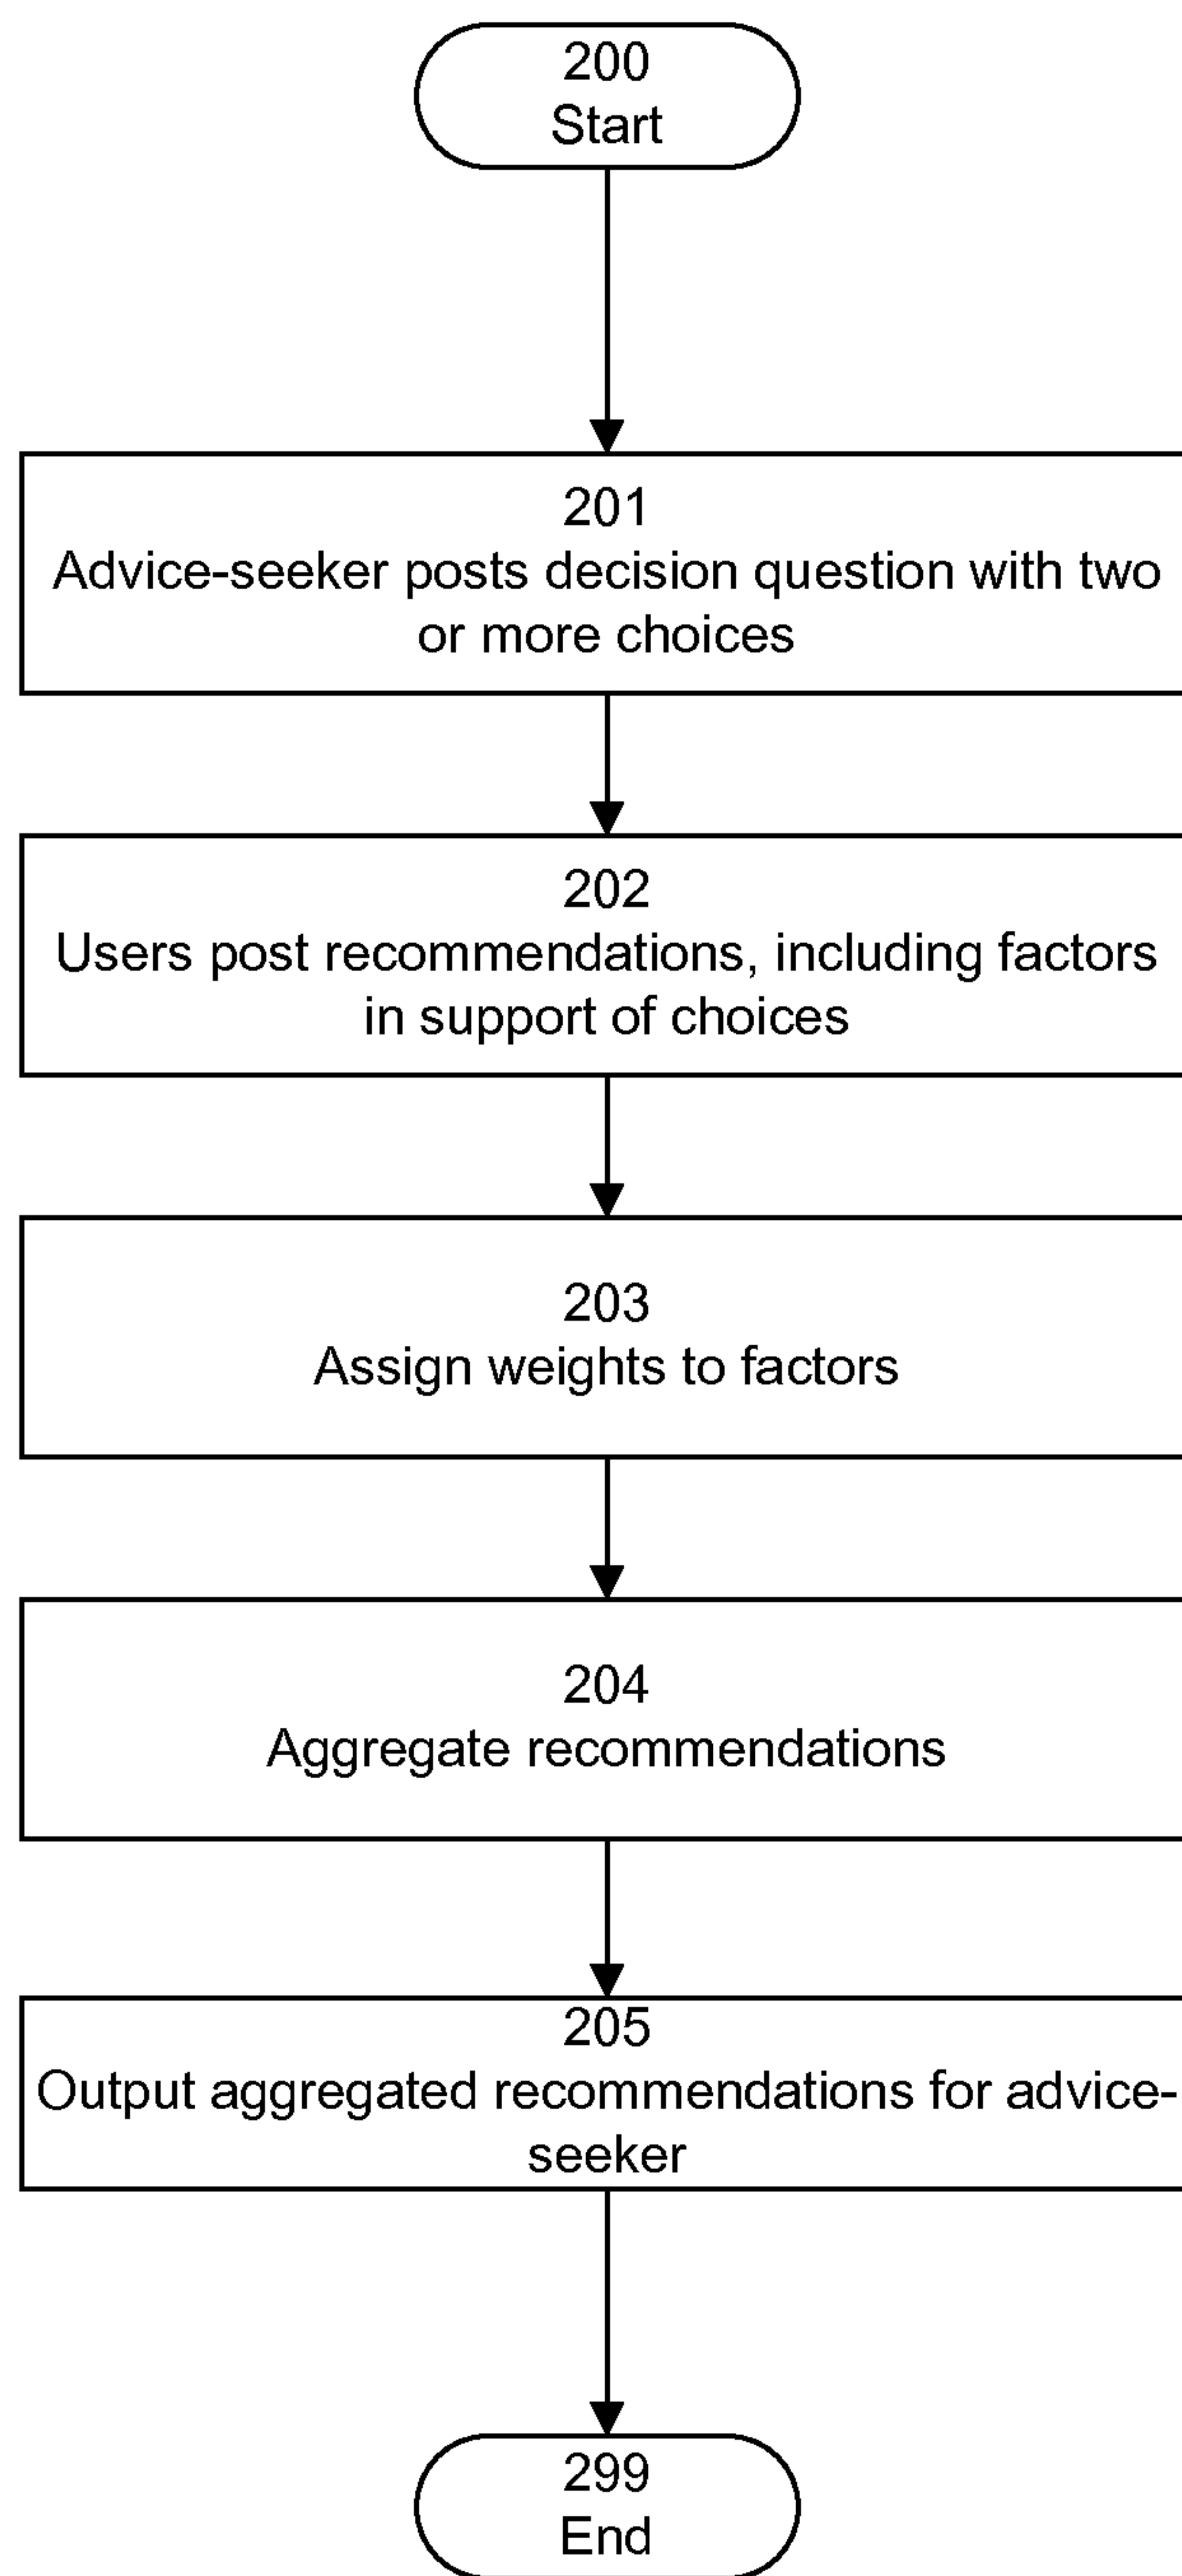 200
Start
201
Advice-seeker posts decision question with two
or more choices
202
Users post recommendations, including factors
in support of choices
203
Assign weights to factors
204
Aggregate recommendations
205
Output aggregated recommendations for advice-
seeker
299
End